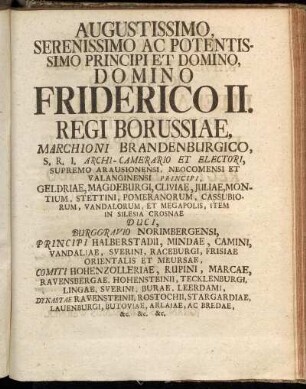 AUGUSTISSIMO,
SERENISSIMO AC POTENTIS-
SIMO PRINCIPI ET DOMINO,
DOMINO
FRIDERICO II.
REGI BORUSSIAE,
MARCHIONI BRANDENBURGICO,
S, R. I, ARCHI-CAMERARIO ET ELECTORI,
SUPREMO ARAUSIONENSI, NEOCOMENSI ET
VALANGINENSI PRINCIPI,
GELDRIAE, MAGDEBURGI, CLIVIAE, JULIAE, MON-
TIUM, STETTINI, POMERANORUM, CASSUBIO-
RUM, VANDALORUM, ET MEGAPOLIS, ITEM
IN SILESIA CROSNAE
DUCI,
BURGGRAVIO NORIMBERGENSI,
PRINCIPI HALBERSTADII, MINDAE, CAMINI,
VANDALIAE, SVERINI, RACEBURGI, FRISIAE
ORIENTALIS ET MEURSAE,
COMITI HOHENZOLLERIAE, RUPINI, MARCAE,
RAVENSBERGAE, HOHENSTEINII, TECKLENBURGI,
LINGAE, SVERINI, BURAE, LEERDAMI,
DYNASTAE RAVENSTEINII, ROSTOCHII, STARGARDIAE,
LAUENBURGI, BUTOVIAE, ARLAIAE, AC BREDAE,
&c. &c. &c.